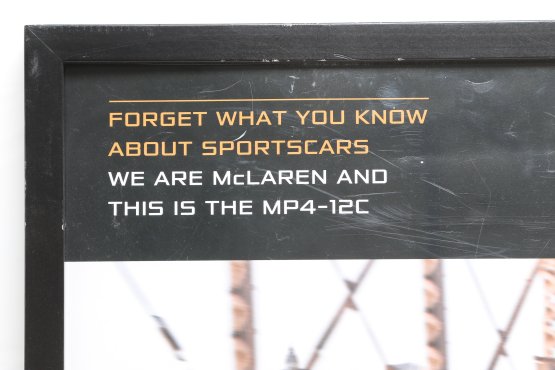 FORGET WHAT YOU KNOW
ABOUT SPORTSCARS
WE ARE McLAREN AND
THIS IS THE MP4-12C